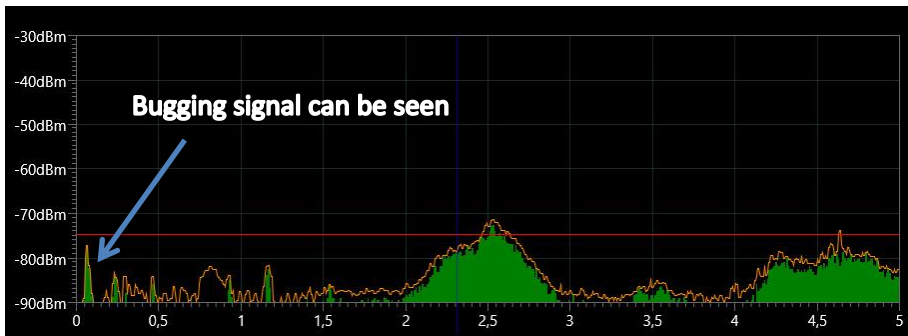 -30dBm
-40dBm
Bugging signal can be seen
-50dBm
-60dBm
-70dBm
-80dBm
-90dBm
0 0,5 1 1,5 2 2,5 3 3,5 4 4,5 5